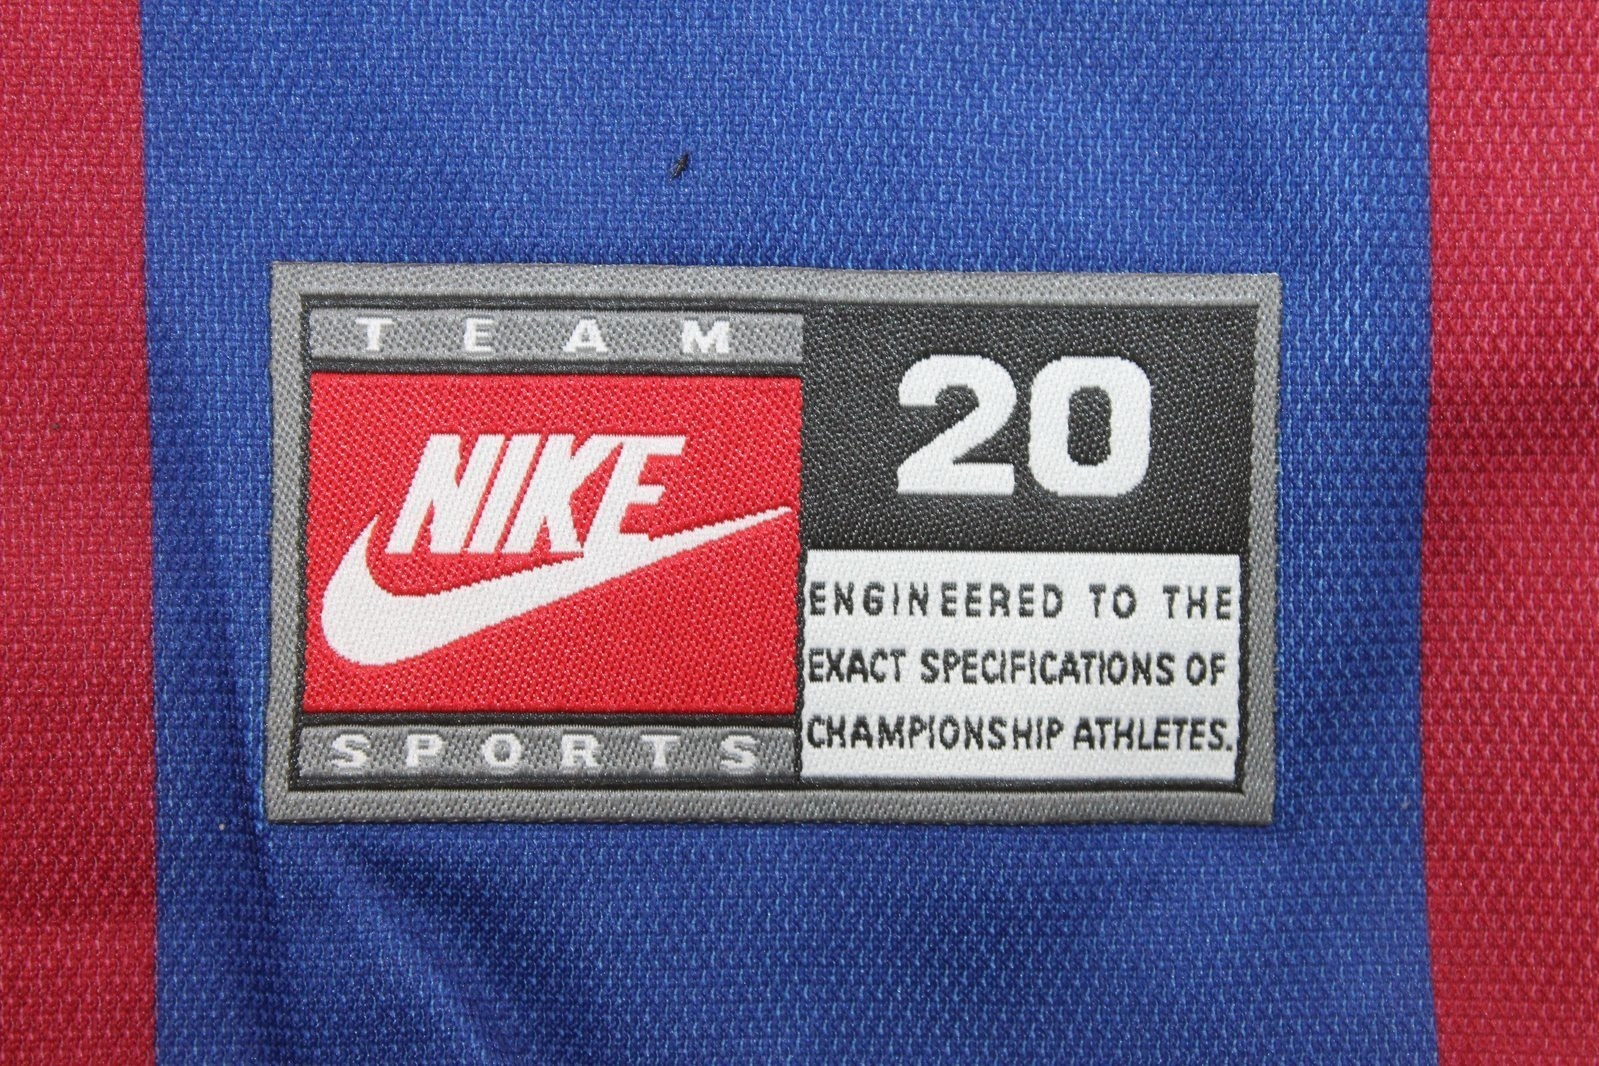 TEAM
NIKE
SPORTS
20
ENGINEERED TO THE
EXACT SPECIFICATIONS OF
CHAMPIONSHIP ATHLETES.